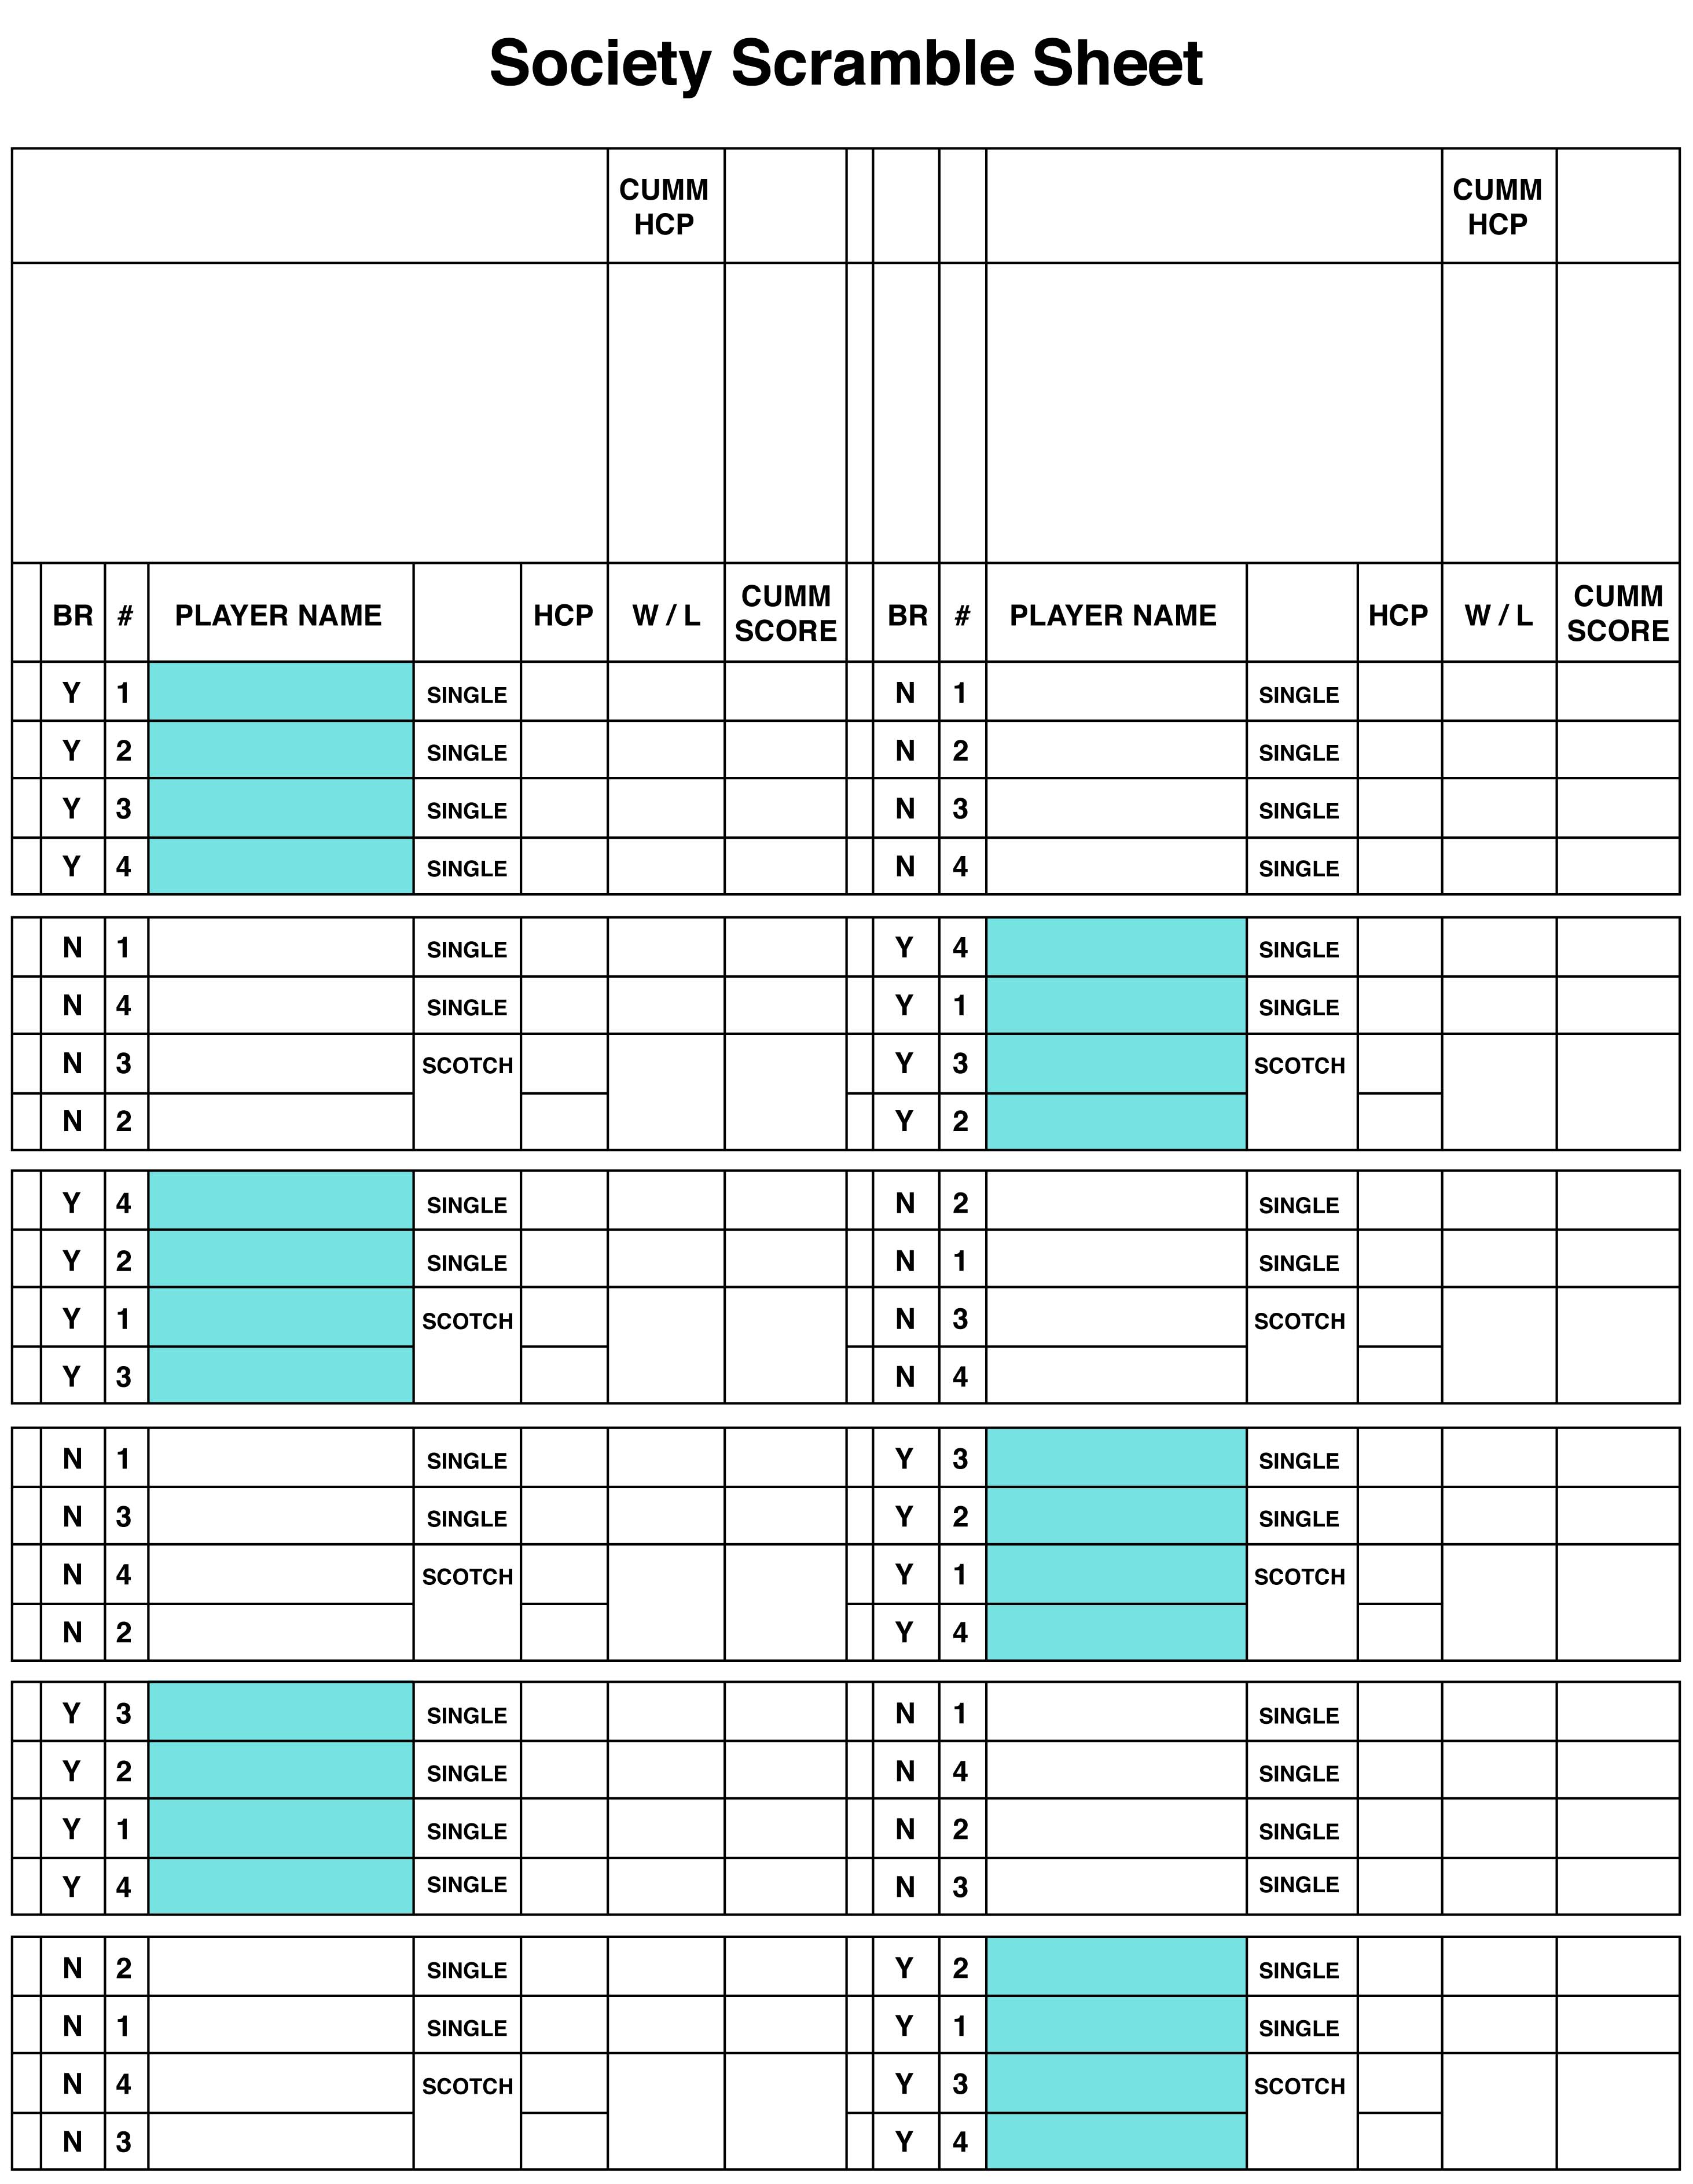 Society Scramble Sheet
CUMM HCP CUMM HCP
BR # PLAYER NAME HCP W / L CUMM SCORE BR # PLAYER NAME HCP W / L CUMM SCORE
Y 1 SINGLE N 1 SINGLE
Y 2 SINGLE N 2 SINGLE
Y 3 SINGLE N 3 SINGLE
Y 4 SINGLE N 4 SINGLE
N 1 SINGLE Y 4 SINGLE
N 4 SINGLE Y 1 SINGLE
N 3 SCOTCH Y 3 SCOTCH
N 2 Y 2
Y 4 SINGLE N 2 SINGLE
Y 2 SINGLE N 1 SINGLE
Y 1 SCOTCH N 3 SCOTCH
Y 3 N 4
N 1 SINGLE Y 3 SINGLE
N 3 SINGLE Y 2 SINGLE
N 4 SCOTCH Y 1 SCOTCH
N 2 Y 4
Y 3 SINGLE N 1 SINGLE
Y 2 SINGLE N 4 SINGLE
Y 1 SINGLE N 2 SINGLE
Y 4 SINGLE N 3 SINGLE
N 2 SINGLE Y 2 SINGLE
N 1 SINGLE Y 1 SINGLE
N 4 SCOTCH Y 3 SCOTCH
N 3 Y 4